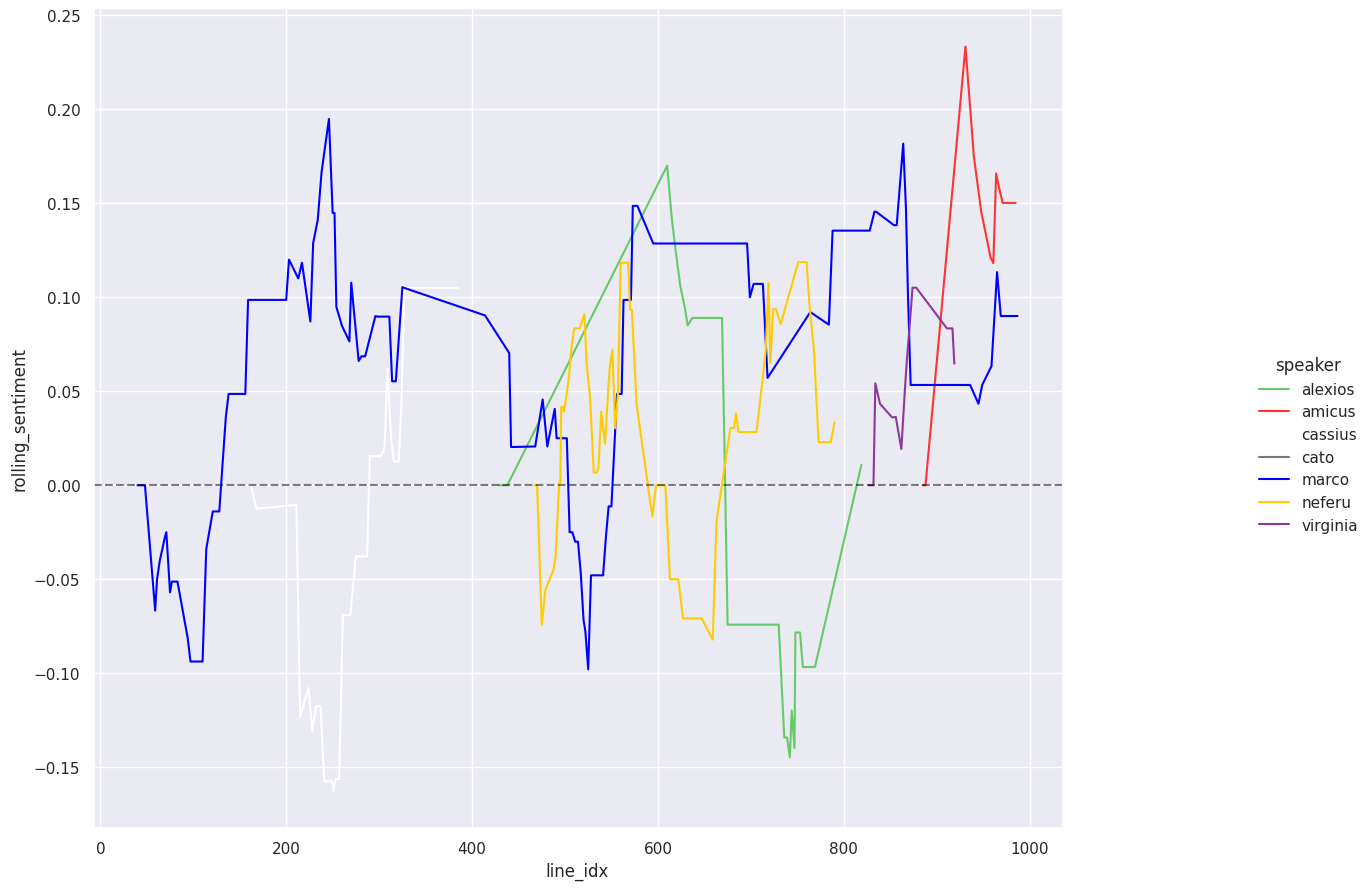 0.25
0.20
0.15
0.10
0.05
0.00
−0.05
−0.10
−0.15
rolling_sentiment
0
200
400
600
800
1000
line_idx
speaker
alexios
amicus
cassius
cato
marco
neferu
virginia